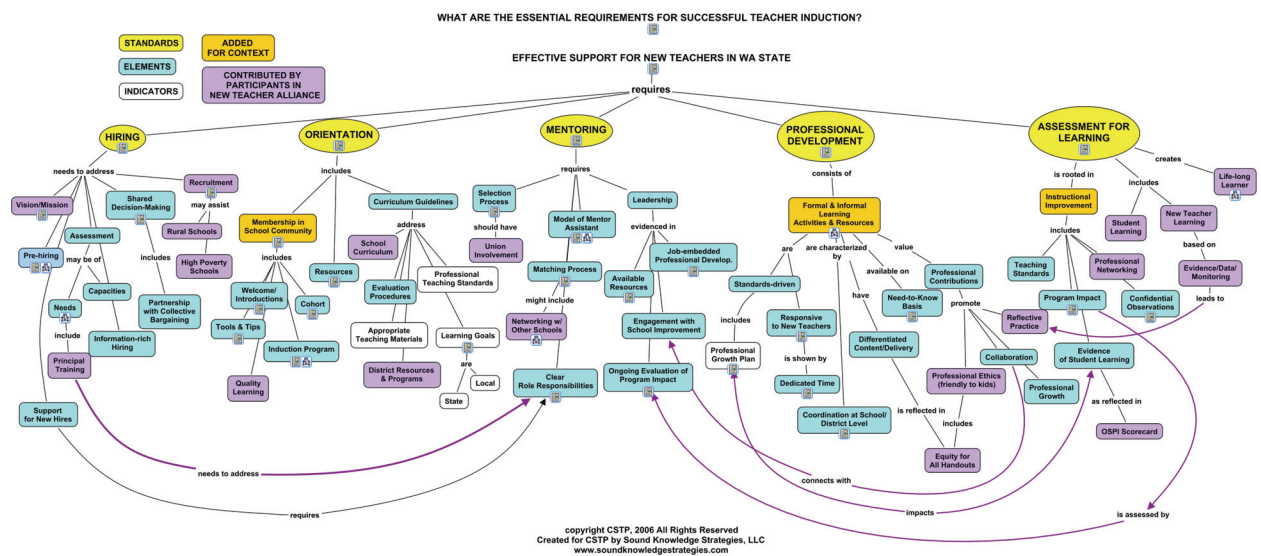 WHAT ARE THE ESSENTIAL REQUIREMENTS FOR SUCCESSFUL TEACHER INDUCTION?
EFFECTIVE SUPPORT FOR NEW TEACHERS IN WA STATE
requires
STANDARDS
ELEMENTS
INDICATORS
ADDED
FOR CONTEXT
CONTRIBUTED BY
PARTICIPANTS IN
NEW TEACHER ALLIANCE
HIRING
needs to address
Vision/Mission
Pre-hiring
Assessment
may be of
Needs
include
Principal
Training
Capacities
Information-rich
Hiring
Shared
Decision-Making
includes
Partnership
with Collective
Bargaining
Recruitment
may assist
Rural Schools
High Poverty
Schools
Support
for New Hires
ORIENTATION
includes
Membership in
School Community
includes
Welcome/
Introductions
Tools & Tips
Quality
Learning
Induction Program
Cohort
Resources
Curriculum Guidelines
address
School
Curriculum
Evaluation
Procedures
Appropriate
Teaching Materials
District Resources
& Programs
Professional
Teaching Standards
Learning Goals
are
State
Local
MENTORING
requires
Selection
Process
should have
Union
Involvement
Model of Mentor
Assistant
Matching Process
might include
Networking w/
Other Schools
Clear
Role Responsibilities
Leadership
evidenced in
Available
Resources
Job-embedded
Professional Develop.
Engagement with
School Improvement
Ongoing Evaluation of
Program Impact
PROFESSIONAL
DEVELOPMENT
consists of
Formal & Informal
Learning
Activities & Resources
are
Standards-driven
includes
Professional
Growth Plan
are characterized
by
Responsive
to New Teachers
is shown by
Dedicated Time
Coordination at School/
District Level
have
Differentiated
Content/Delivery
is reflected in
available on
Need-to-Know
Basis
value
Professional
Contributions
promote
Reflective
Practice
Collaboration
Professional
Growth
Professional Ethics
(friendly to kids)
includes
Equity for
All Handouts
ASSESSMENT FOR
LEARNING
is rooted in
Instructional
Improvement
includes
Teaching
Standards
Program Impact
Professional
Networking
Confidential
Observations
Evidence
of Student Learning
as reflected in
OSPI Scorecard
includes
Student
Learning
New Teacher
Learning
based on
Evidence/Data/
Monitoring
leads to
creates
Life-long
Learner
needs to address
requires
connects with
impacts
is assessed by
copyright CSTP, 2006 All Rights Reserved
Created for CSTP by Sound Knowledge Strategies, LLC
www.soundknowledgestrategies.com